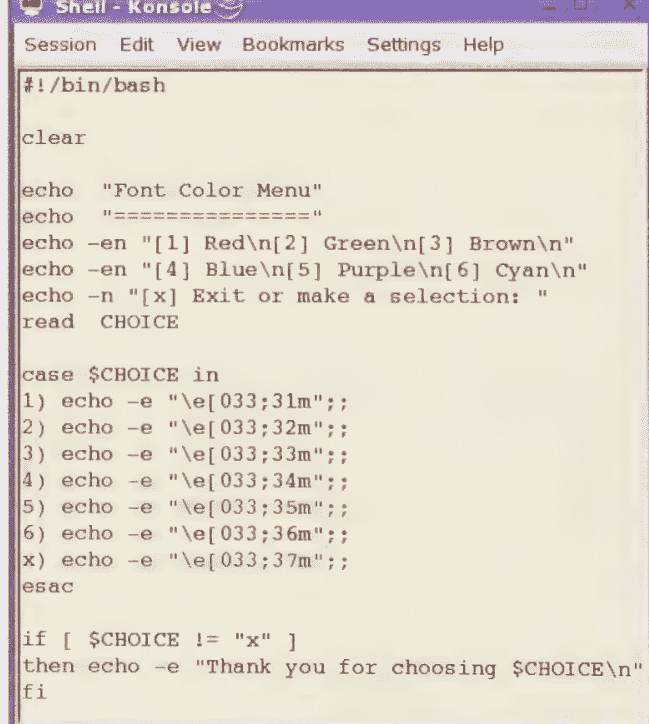 Shell - Konsole
Session Edit View Bookmarks Settings Help
#!/bin/bash

clear

echo  "Font Color Menu"
echo  "==============="
echo -en "[1] Red\n[2] Green\n[3] Brown\n"
echo -en "[4] Blue\n[5] Purple\n[6] Cyan\n"
echo -n "[x] Exit or make a selection: "
read  CHOICE

case $CHOICE in
1) echo -e "\e[033;31m";;
2) echo -e "\e[033;32m";;
3) echo -e "\e[033;33m";;
4) echo -e "\e[033;34m";;
5) echo -e "\e[033;35m";;
6) echo -e "\e[033;36m";;
x) echo -e "\e[033;37m";;
esac

if [ $CHOICE != "x" ]
then echo -e "Thank you for choosing $CHOICE\n"
fi